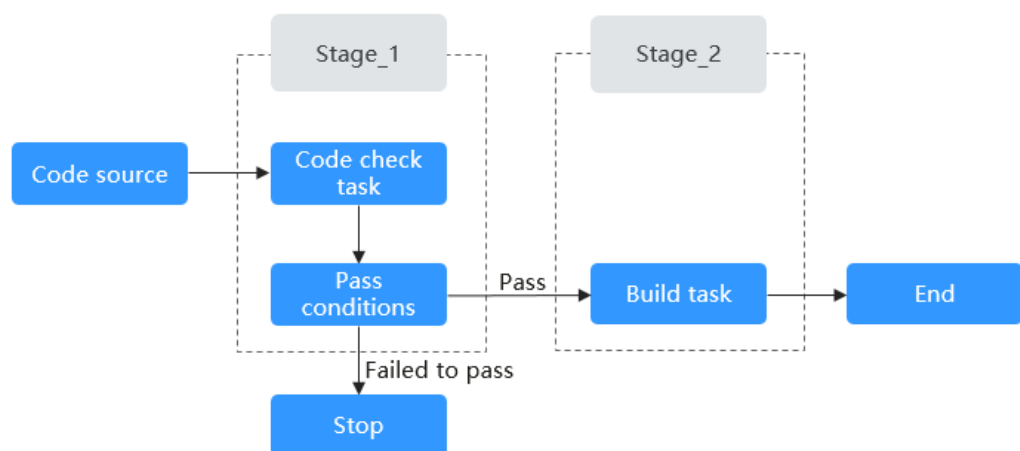 Stage_1
Stage_2
Code source
Code check
task
Pass
conditions
Pass
Build task
End
Failed to pass
Stop